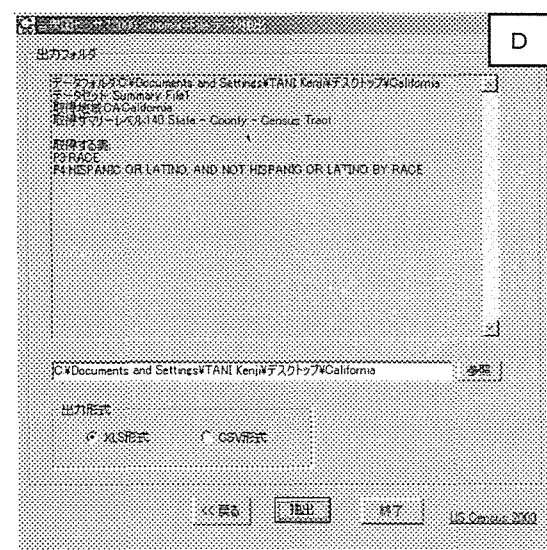 D
出力フォルダ
データフォルダ:C:¥Documents and Settings¥TANI Kenji¥デスクトップ¥California
データセット:Summary File1
取得地域:CA California
取得サマリーレベル:140 State - County - Census Tract
取得する表:
P3 RACE
P4 HISPANIC OR LATINO, AND NOT HISPANIC OR LATINO BY RACE
C:¥Documents and Settings¥TANI Kenji¥デスクトップ¥California
参照
出力形式
XLS形式
CSV形式
<< 戻る
抽出
終了
US Census 2000